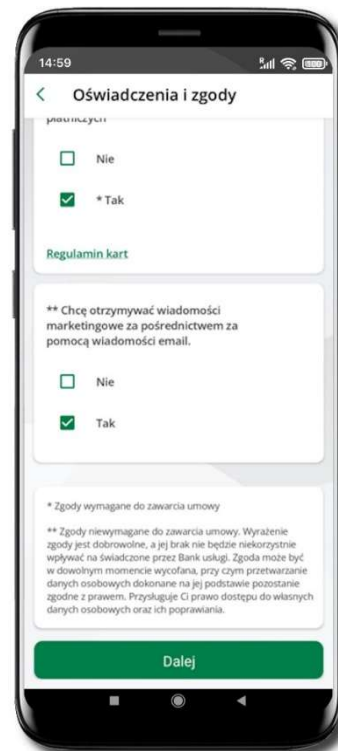 14:59
Oświadczenia i zgody
płatniczych
Nie
* Tak
Regulamin kart
** Chcę otrzymywać wiadomości
marketingowe za pośrednictwem za
pomocą wiadomości email.
Nie
Tak
* Zgody wymagane do zawarcia umowy
** Zgody niewymagane do zawarcia umowy. Wyrażenie
zgody jest dobrowolne, a jej brak nie będzie niekorzystnie
wpływać na świadczone przez Bank usługi. Zgoda może być
w dowolnym momencie wycofana, przy czym przetwarzanie
danych osobowych dokonane na jej podstawie pozostanie
zgodne z prawem. Przysługuje Ci prawo dostępu do własnych
danych osobowych oraz ich poprawiania.
Dalej